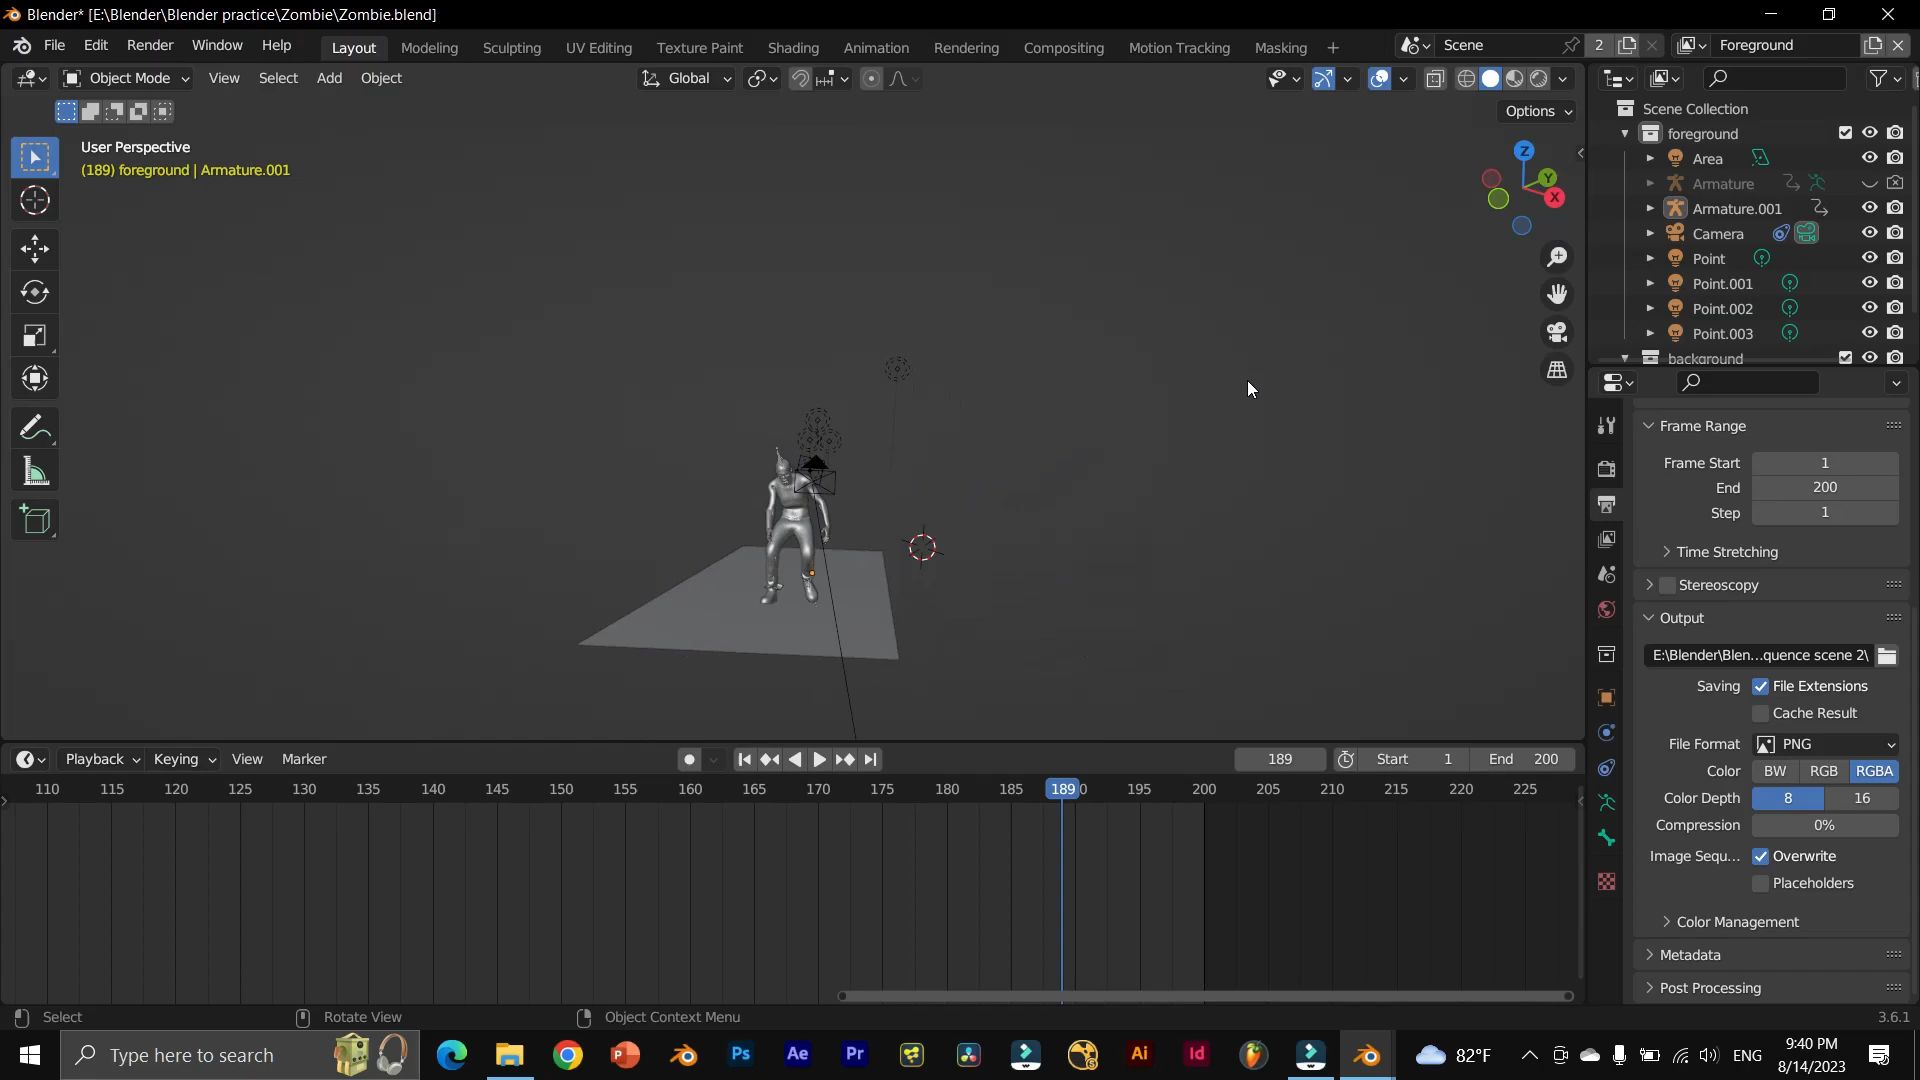 Blender* [E:\Blender\Blender practice\Zombie\Zombie.blend]
File Edit Render Window Help Layout Modeling Sculpting UV Editing Texture Paint Shading Animation Rendering Compositing Motion Tracking Masking + Scene 2 Foreground
Object Mode View Select Add Object Global
Options
User Perspective
(189) foreground | Armature.001
Z
Y
X
Scene Collection
foreground
Area
Armature
Armature.001
Camera
Point
Point.001
Point.002
Point.003
background
Frame Range
Frame Start 1
End 200
Step 1
Time Stretching
Stereoscopy
Output
E:\Blender\Blen...quence scene 2\
Saving File Extensions
Cache Result
File Format PNG
Color BW RGB RGBA
Color Depth 8 16
Compression 0%
Image Sequ... Overwrite
Placeholders
Color Management
Metadata
Post Processing
Playback Keying View Marker 189 Start 1 End 200
110 115 120 125 130 135 140 145 150 155 160 165 170 175 180 185 189 0 195 200 205 210 215 220 225
Select Rotate View Object Context Menu 3.6.1
Type here to search Ps Ae Pr Ai Id 82°F ENG
9:40 PM
8/14/2023